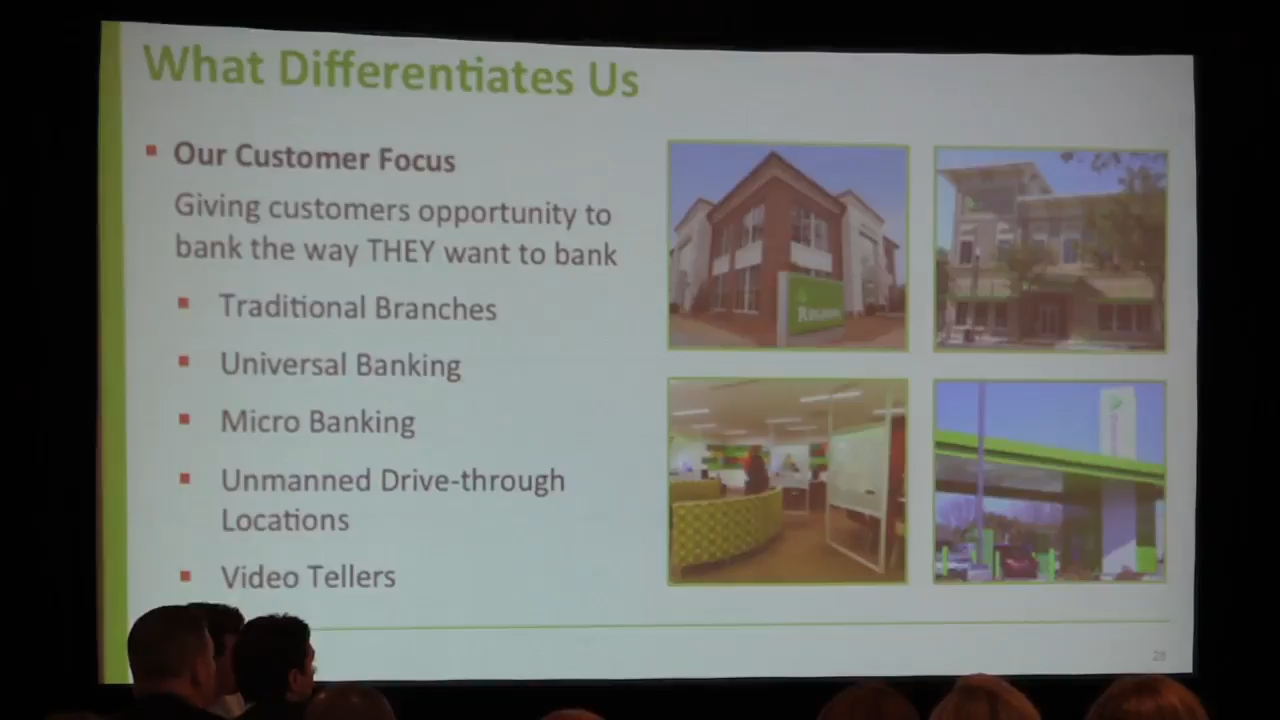 What Differentiates Us
Our Customer Focus
Giving customers opportunity to
bank the way THEY want to bank
Traditional Branches
Universal Banking
Micro Banking
Unmanned Drive-through
Locations
Video Tellers
28